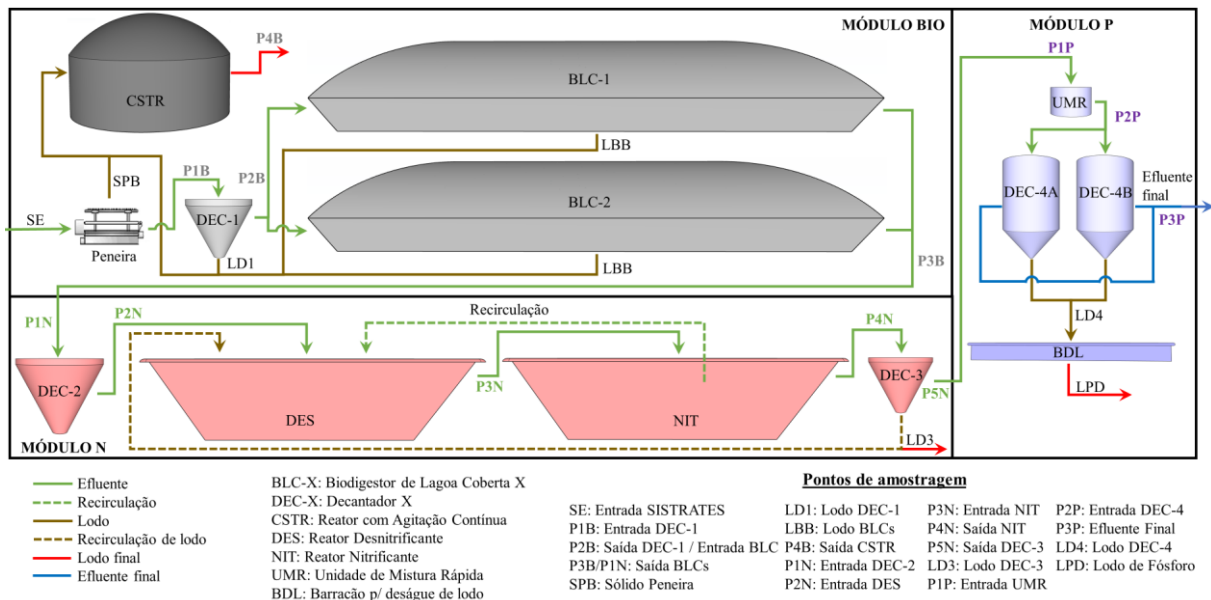 MÓDULO BIO
MÓDULO P
P4B
CSTR
BLC-1
P1P
UMR
P2P
LBB
SPB
P1B
P2B
DEC-1
SE
Peneira
LD1
BLC-2
LBB
P3B
DEC-4A
DEC-4B
Efluente
final
P3P
LD4
BDL
LPD
P1N
P2N
Recirculação
P4N
DEC-2
P3N
DEC-3
P5N
DES
NIT
LD3
MÓDULO N
Efluente
Recirculação
Lodo
Recirculação de lodo
Lodo final
Efluente final
BLC-X: Biodigestor de Lagoa Coberta X
DEC-X: Decantador X
CSTR: Reator com Agitação Contínua
DES: Reator Desnitrificante
NIT: Reator Nitrificante
UMR: Unidade de Mistura Rápida
BDL: Barracão p/ deságue de lodo
Pontos de amostragem
SE: Entrada SISTRATES
P1B: Entrada DEC-1
P2B: Saída DEC-1 / Entrada BLC
P3B/P1N: Saída BLCs
SPB: Sólido Peneira
LD1: Lodo DEC-1
LBB: Lodo BLCs
P4B: Saída CSTR
P1N: Entrada DEC-2
P2N: Entrada DES
P3N: Entrada NIT
P4N: Saída NIT
P5N: Saída DEC-3
LD3: Lodo DEC-3
P1P: Entrada UMR
P2P: Entrada DEC-4
P3P: Efluente Final
LD4: Lodo DEC-4
LPD: Lodo de Fósforo